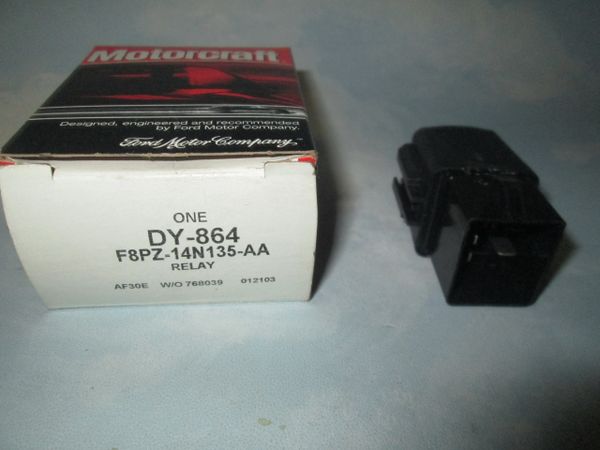 Motorcraft
Designed, engineered and recommended
by Ford Motor Company.
Ford Motor Company™
ONE
DY-864
F8PZ-14N135-AA
RELAY
AF30E W/O 768039 012103